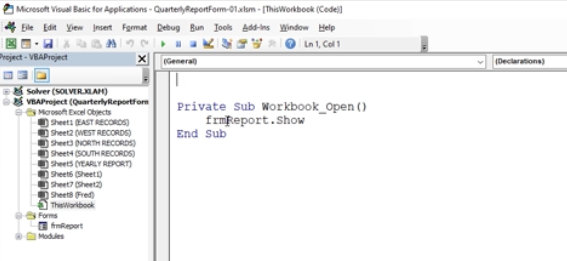 Microsoft Visual Basic for Applications - QuarterlyReportForm-01.xlsm - [ThisWorkbook (Code)]
File Edit View Insert Format Debug Run Tools Add-Ins Window Help
Ln 1, Col 1
Project - VBAProject
(General) (Declarations)
Solver (SOLVER.XLAM)
VBAProject (QuarterlyReportForm
Microsoft Excel Objects
Sheet1 (EAST RECORDS)
Sheet2 (WEST RECORDS)
Sheet3 (NORTH RECORDS)
Sheet4 (SOUTH RECORDS)
Sheet5 (YEARLY REPORT)
Sheet6 (Sheet1)
Sheet7 (Sheet2)
Sheet8 (Fred)
ThisWorkbook
Forms
frmReport
Modules
Private Sub Workbook_Open()
frmReport.Show
End Sub